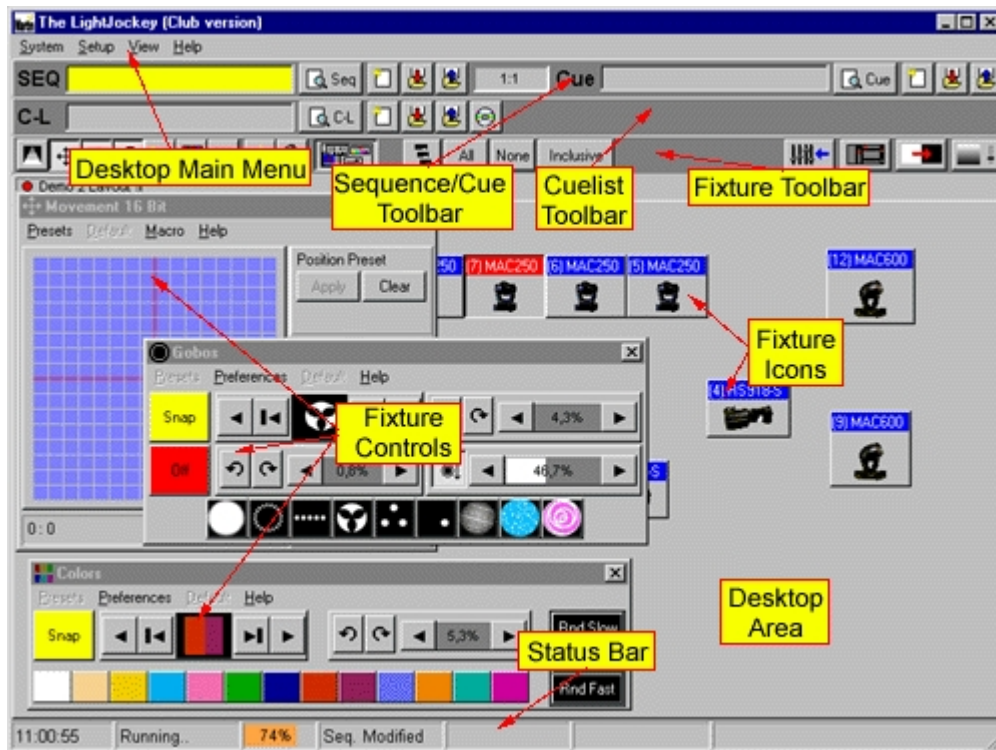 The LightJockey (Club version)
System Setup View Help
SEQ Seq 1:1 Cue Cue
C-L C-L
All None Inclusive
Desktop Main Menu
Sequence/Cue
Toolbar
Cuelist
Toolbar
Fixture Toolbar
Movement 16 Bit
Presets Default Macro Help
Position Preset
Apply Clear
(7) MAC250 (6) MAC250 (5) MAC250
(12) MAC600
Fixture
Icons
Gobos
Presets Preferences Default Help
Snap 4,3%
Fixture
Controls
Off 0,8% 46,7%
(9) MAC600
0:0
Colors
Presets Preferences Default Help
Snap 5,3% Rnd Slow
Rnd Fast
Desktop
Area
Status Bar
11:00:55 Running.. 74% Seq. Modified